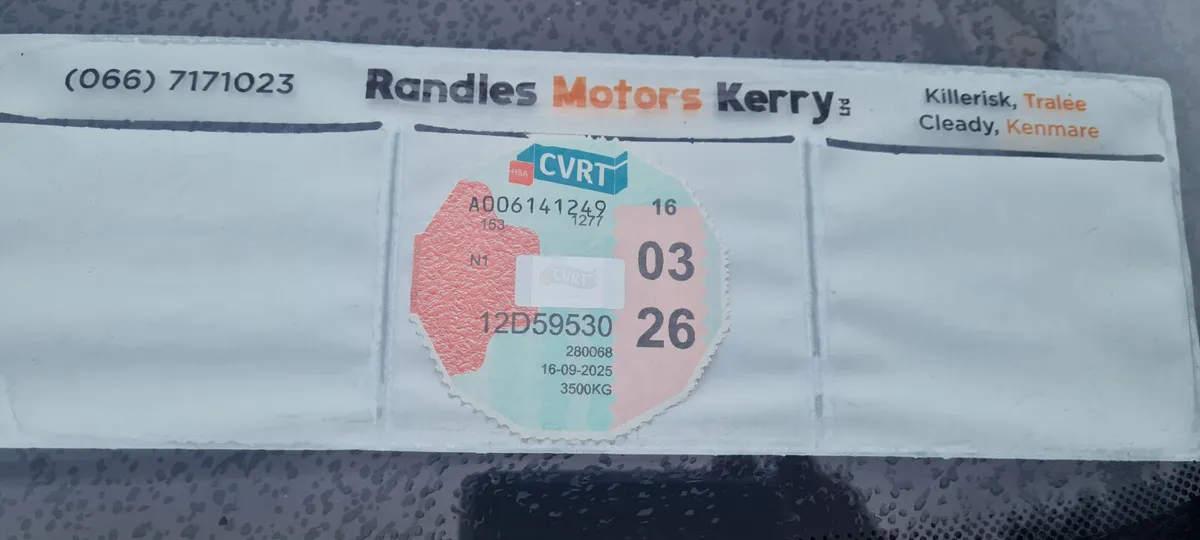 (066) 7171023
Randles Motors Kerry Ltd
Killerisk, Tralee
Cleady, Kenmare
RSA CVRT
A006141249
153 1277
16
N1
03
CVRT
12D59530
26
280068
16-09-2025
3500KG